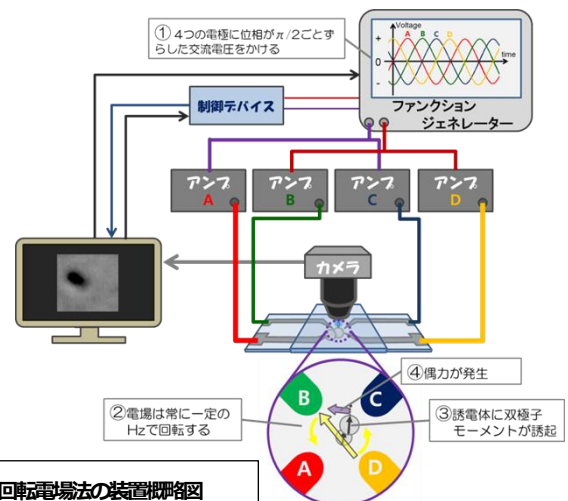 ① 4つの電極に位相がπ/2ごとず
らした交流電圧をかける
Voltage
A B C D
+
0
-
time
ファンクション
ジェネレーター
制御デバイス
アンプ
A
アンプ
B
アンプ
C
アンプ
D
カメラ
④偶力が発生
B
C
②電場は常に一定の
Hzで回転する
③誘電体に双極子
モーメントが誘起
A
D
回転電場法の装置概略図